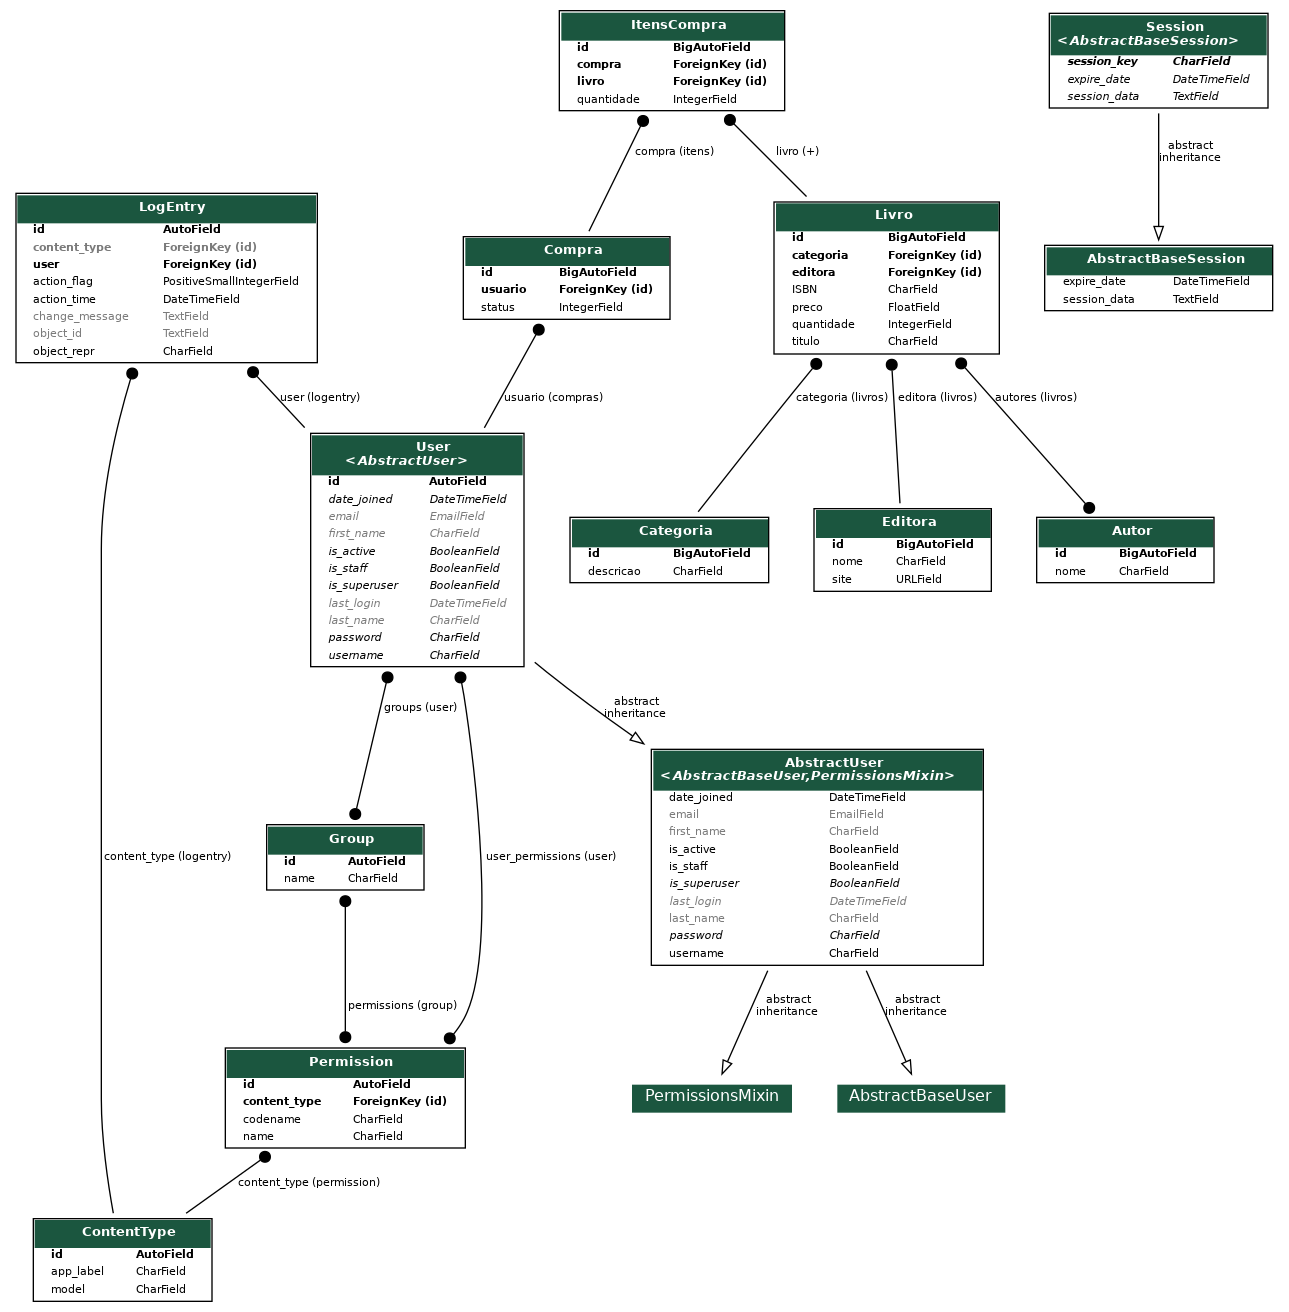 ItensCompra
id BigAutoField
compra ForeignKey (id)
livro ForeignKey (id)
quantidade IntegerField
Session
<AbstractBaseSession>
session_key CharField
expire_date DateTimeField
session_data TextField
compra (itens)
livro (+)
abstract
inheritance
LogEntry
id AutoField
content_type ForeignKey (id)
user ForeignKey (id)
action_flag PositiveSmallIntegerField
action_time DateTimeField
change_message TextField
object_id TextField
object_repr CharField
Compra
id BigAutoField
usuario ForeignKey (id)
status IntegerField
Livro
id BigAutoField
categoria ForeignKey (id)
editora ForeignKey (id)
ISBN CharField
preco FloatField
quantidade IntegerField
titulo CharField
AbstractBaseSession
expire_date DateTimeField
session_data TextField
user (logentry)
usuario (compras)
categoria (livros)
editora (livros)
autores (livros)
User
<AbstractUser>
id AutoField
date_joined DateTimeField
email EmailField
first_name CharField
is_active BooleanField
is_staff BooleanField
is_superuser BooleanField
last_login DateTimeField
last_name CharField
password CharField
username CharField
Categoria
id BigAutoField
descricao CharField
Editora
id BigAutoField
nome CharField
site URLField
Autor
id BigAutoField
nome CharField
groups (user)
abstract
inheritance
AbstractUser
<AbstractBaseUser,PermissionsMixin>
date_joined DateTimeField
email EmailField
first_name CharField
is_active BooleanField
is_staff BooleanField
is_superuser BooleanField
last_login DateTimeField
last_name CharField
password CharField
username CharField
content_type (logentry)
Group
id AutoField
name CharField
user_permissions (user)
permissions (group)
abstract
inheritance
abstract
inheritance
Permission
id AutoField
content_type ForeignKey (id)
codename CharField
name CharField
PermissionsMixin
AbstractBaseUser
content_type (permission)
ContentType
id AutoField
app_label CharField
model CharField